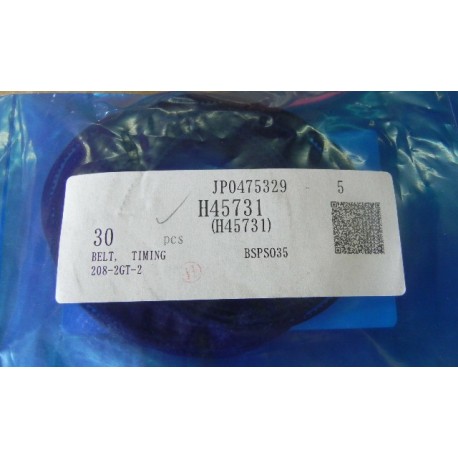 JP0475329 5
H45731
(H45731)
30 pcs
BELT, TIMING BSPS035
208-2GT-2